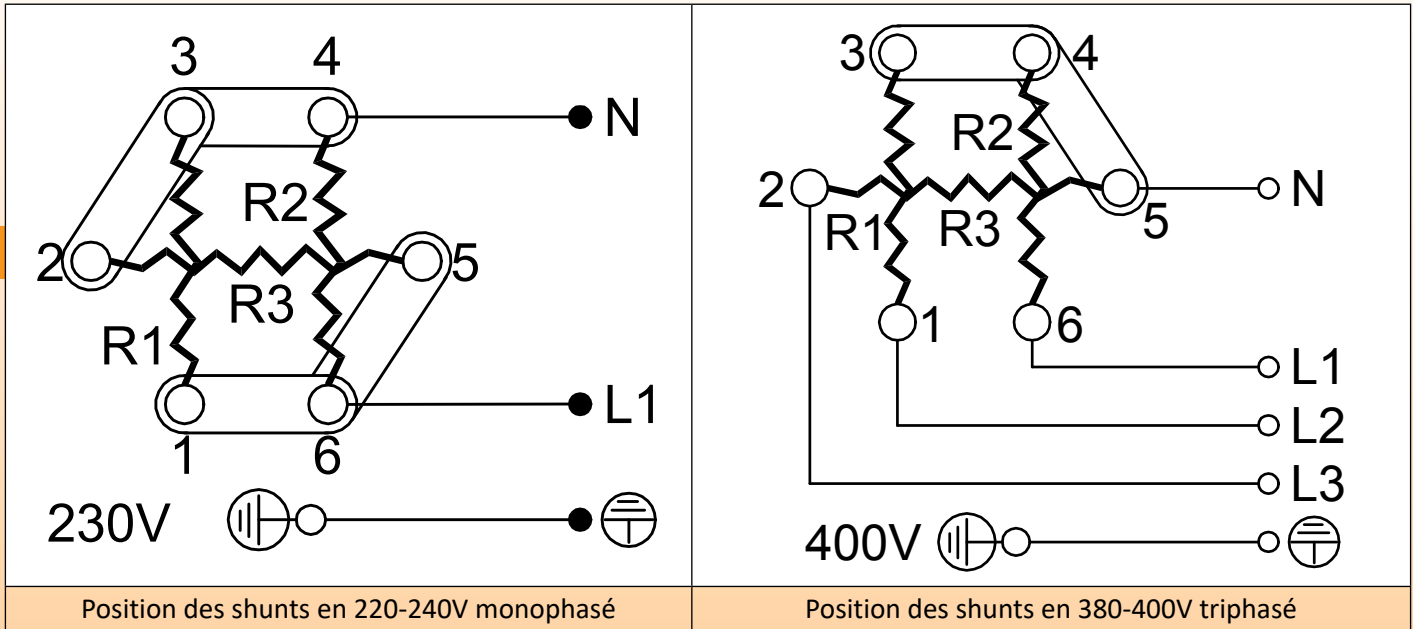 3 4
N
R2
2
5
R3
R1
L1
1 6
230V
Position des shunts en 220-240V monophasé
3 4
R2
2
N
R1 R3
5
1 6
L1
L2
L3
400V
Position des shunts en 380-400V triphasé